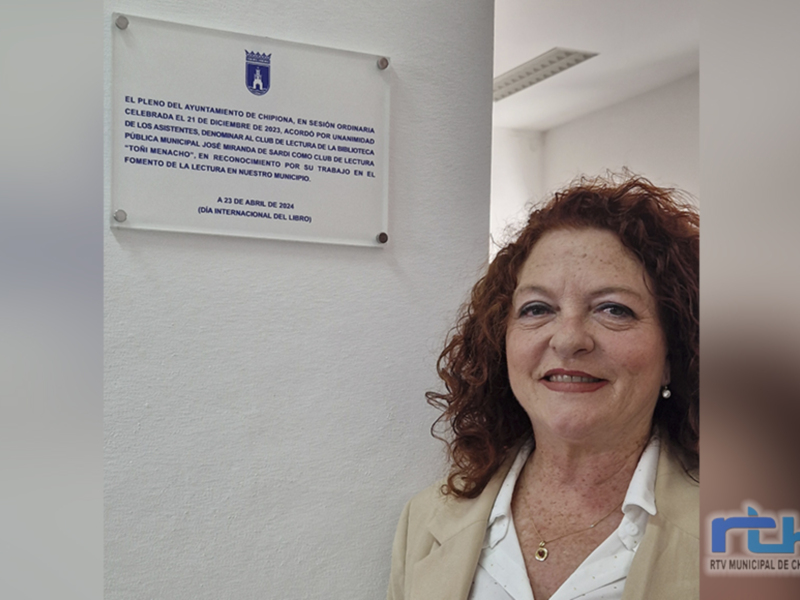 EL PLENO DEL AYUNTAMIENTO DE CHIPIONA, EN SESIÓN ORDINARIA
CELEBRADA EL 21 DE DICIEMBRE DE 2023, ACORDÓ POR UNANIMIDAD
DE LOS ASISTENTES, DENOMINAR AL CLUB DE LECTURA DE LA BIBLIOTECA
PÚBLICA MUNICIPAL JOSÉ MIRANDA DE SARDI COMO CLUB DE LECTURA
"TOÑI MENACHO", EN RECONOCIMIENTO POR SU TRABAJO EN EL
FOMENTO DE LA LECTURA EN NUESTRO MUNICIPIO.
A 23 DE ABRIL DE 2024
(DÍA INTERNACIONAL DEL LIBRO)
RTV MUNICIPAL DE CH